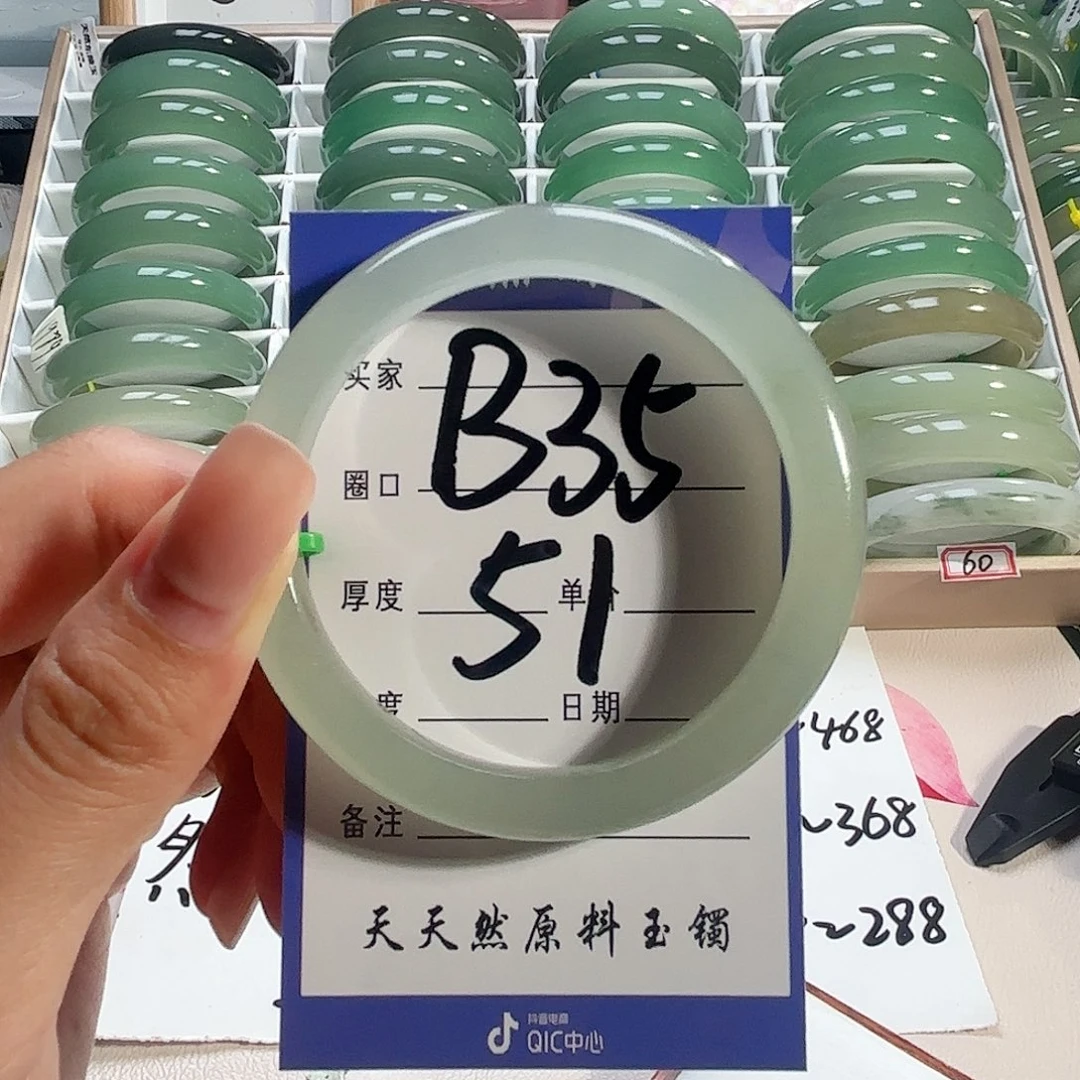 买家
B35
圈口
51
厚度
单价
度
日期
备注
天天然原料玉镯
抖音电商
QIC中心
60
468
~368
~288